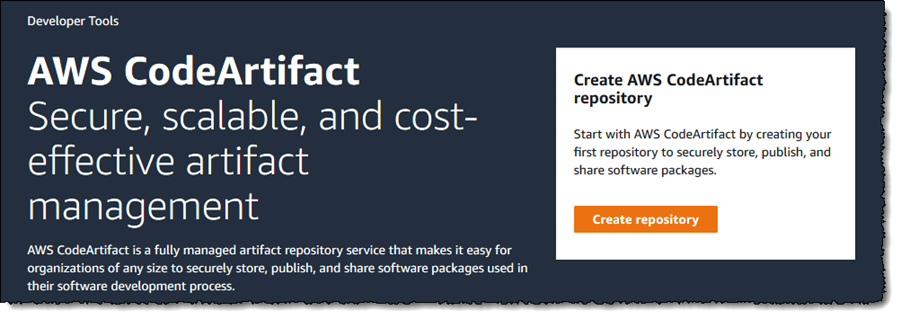 Developer Tools
AWS CodeArtifact
Secure, scalable, and cost-
effective artifact
management
AWS CodeArtifact is a fully managed artifact repository service that makes it easy for
organizations of any size to securely store, publish, and share software packages used in
their software development process.
Create AWS CodeArtifact
repository
Start with AWS CodeArtifact by creating your
first repository to securely store, publish, and
share software packages.
Create repository